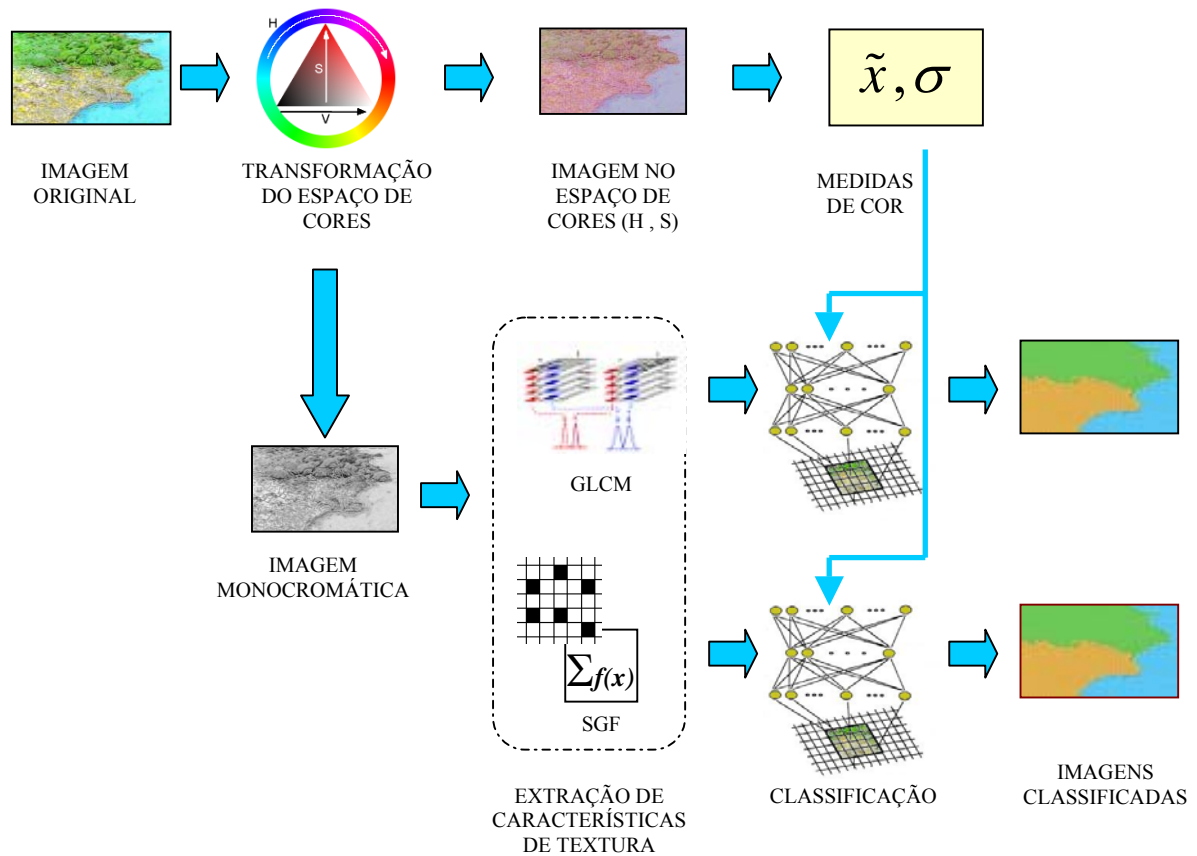 H
S
V
x̃, σ
IMAGEM
ORIGINAL
TRANSFORMAÇÃO
DO ESPAÇO DE
CORES
IMAGEM NO
ESPAÇO DE
CORES (H , S)
MEDIDAS
DE COR
GLCM
IMAGEM
MONOCROMÁTICA
∑f(x)
SGF
EXTRAÇÃO DE
CARACTERÍSTICAS
DE TEXTURA
CLASSIFICAÇÃO
IMAGENS
CLASSIFICADAS